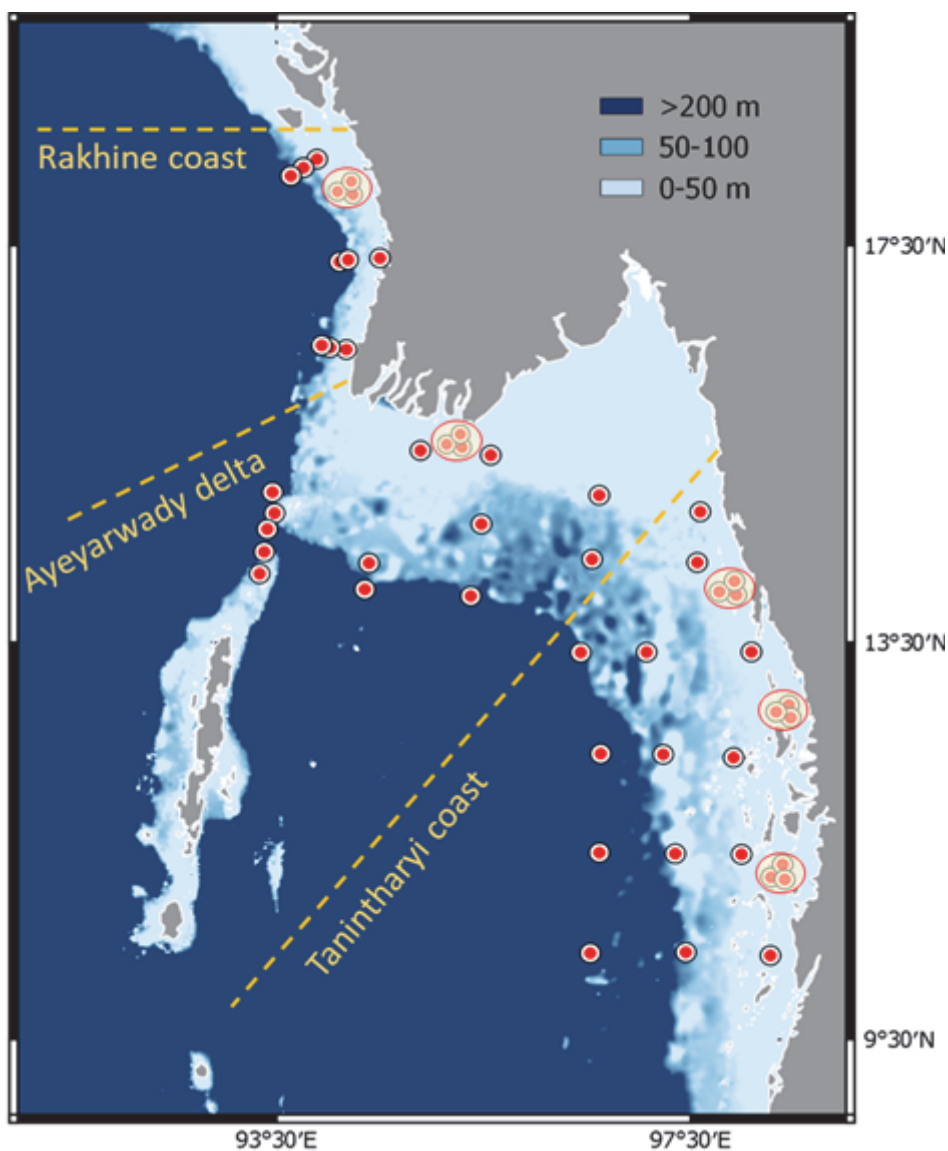 >200 m
50-100
0-50 m
Rakhine coast
17°30'N
Ayeyarwady delta
13°30'N
Tanintharyi coast
9°30'N
93°30'E
97°30'E